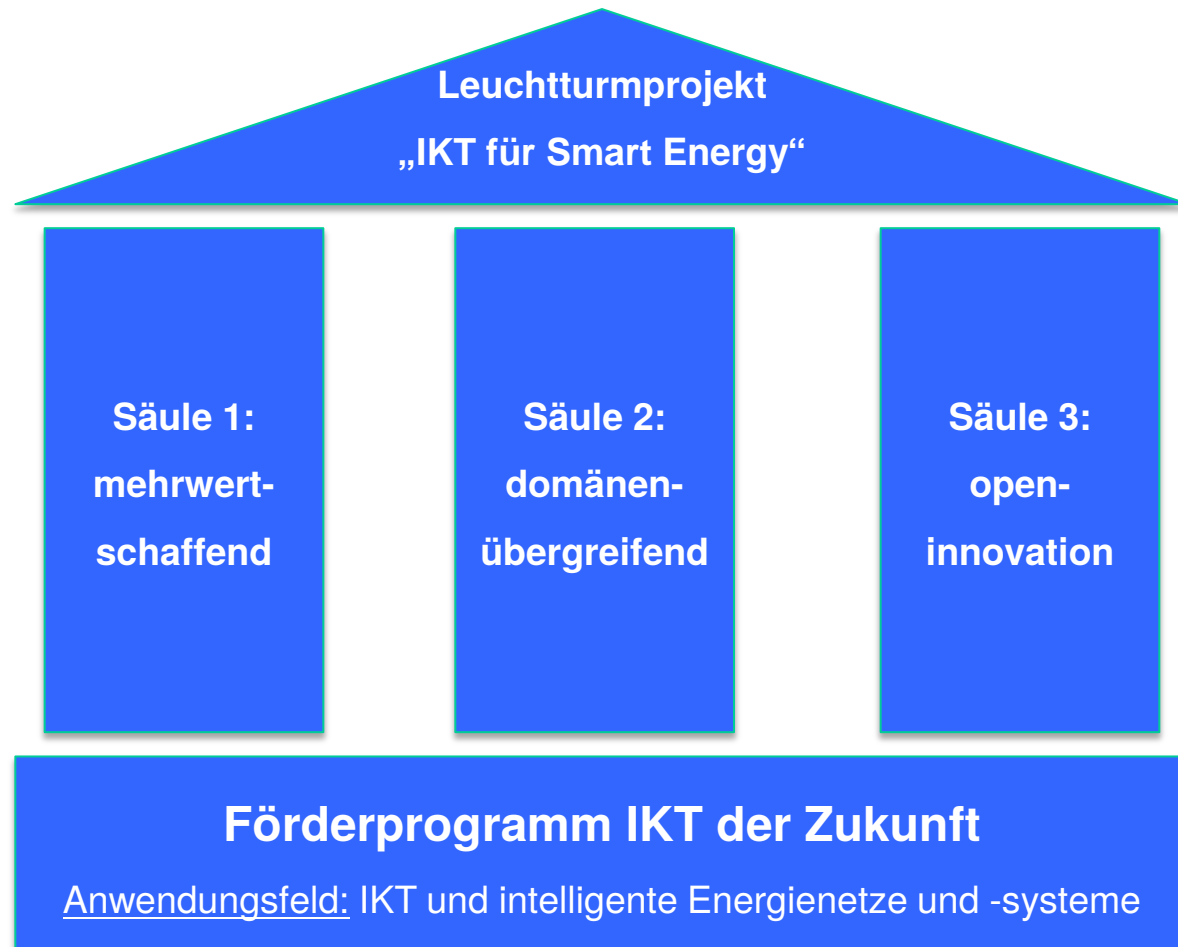 Leuchtturmprojekt
„IKT für Smart Energy“
Säule 1:
mehrwert-
schaffend
Säule 2:
domänen-
übergreifend
Säule 3:
open-
innovation
Förderprogramm IKT der Zukunft
Anwendungsfeld: IKT und intelligente Energienetze und -systeme